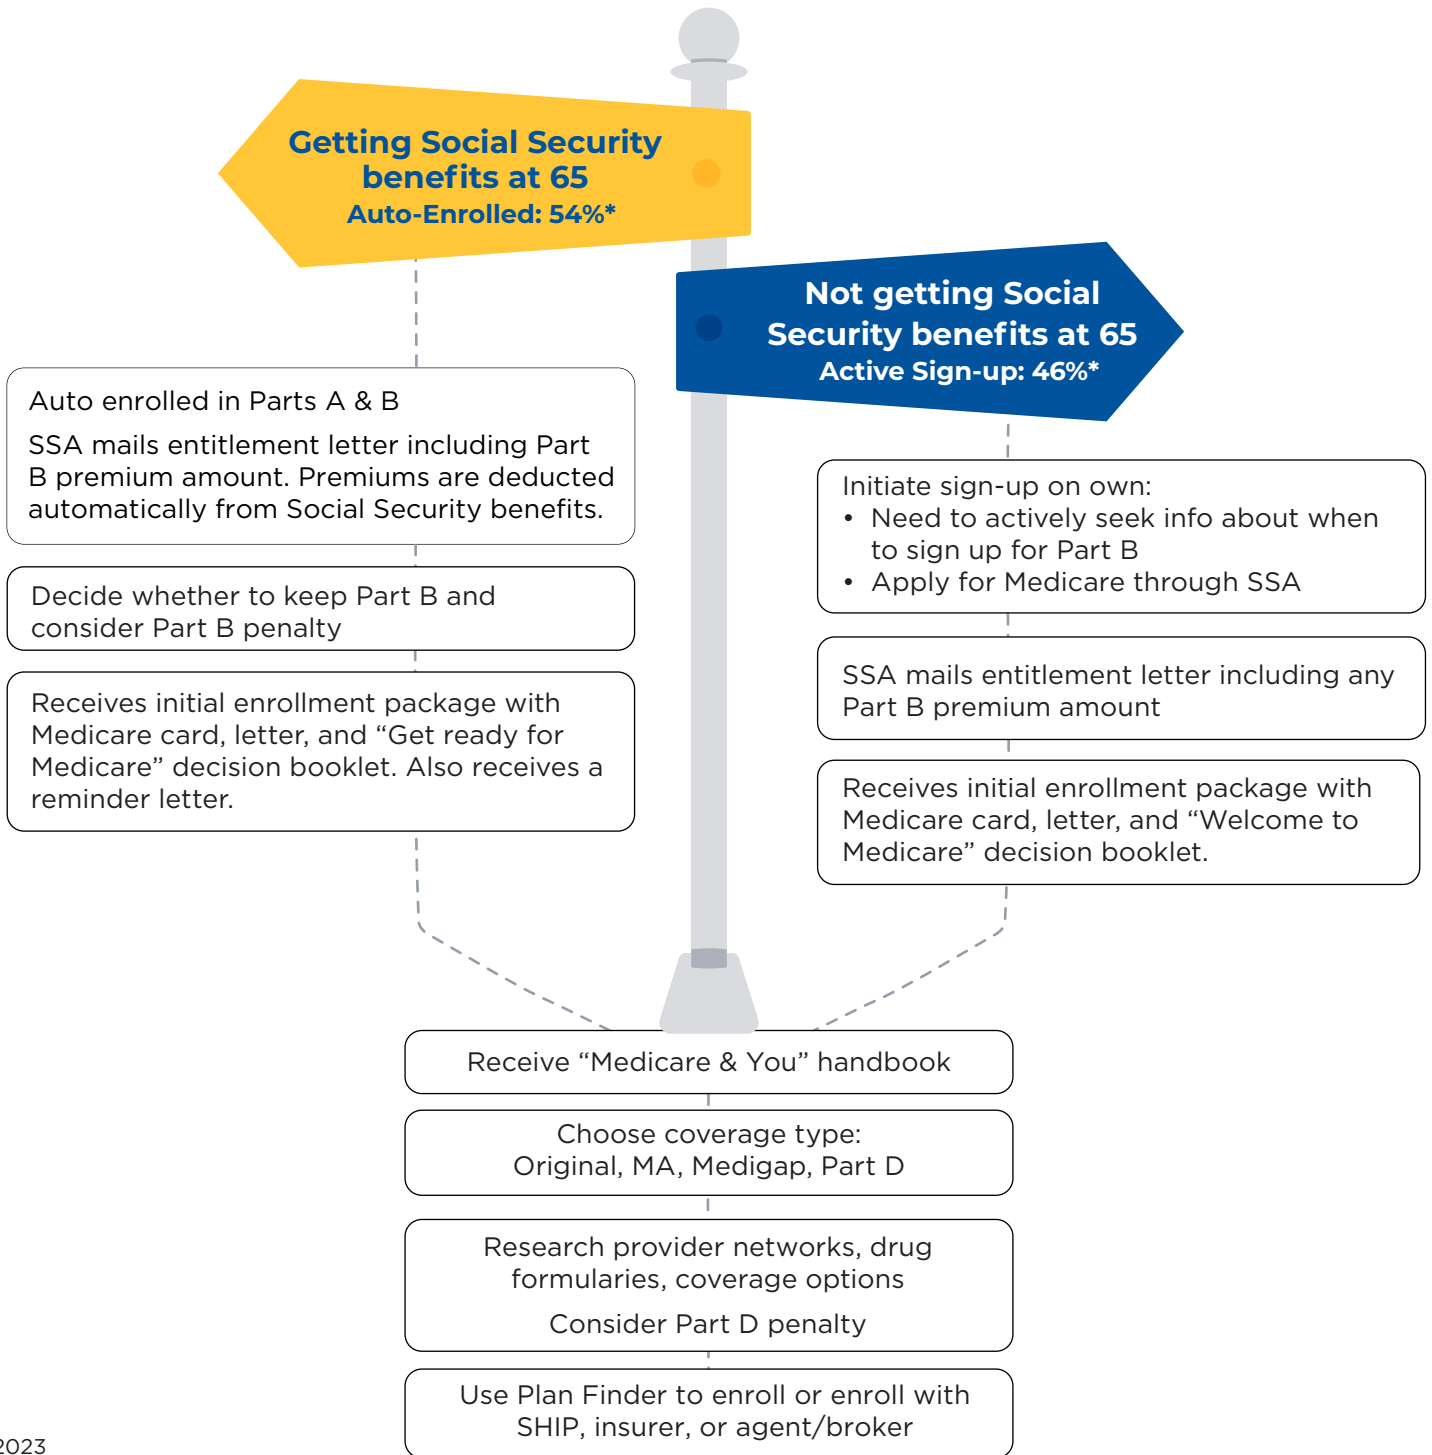 Getting Social Security
benefits at 65
Auto-Enrolled: 54%*
Not getting Social
Security benefits at 65
Active Sign-up: 46%*
Auto enrolled in Parts A & B
SSA mails entitlement letter including Part
B premium amount. Premiums are deducted
automatically from Social Security benefits.
Decide whether to keep Part B and
consider Part B penalty
Receives initial enrollment package with
Medicare card, letter, and “Get ready for
Medicare” decision booklet. Also receives a
reminder letter.
Initiate sign-up on own:
• Need to actively seek info about when
to sign up for Part B
• Apply for Medicare through SSA
SSA mails entitlement letter including any
Part B premium amount
Receives initial enrollment package with
Medicare card, letter, and “Welcome to
Medicare” decision booklet.
Receive “Medicare & You” handbook
Choose coverage type:
Original, MA, Medigap, Part D
Research provider networks, drug
formularies, coverage options
Consider Part D penalty
Use Plan Finder to enroll or enroll with
SHIP, insurer, or agent/broker
2023